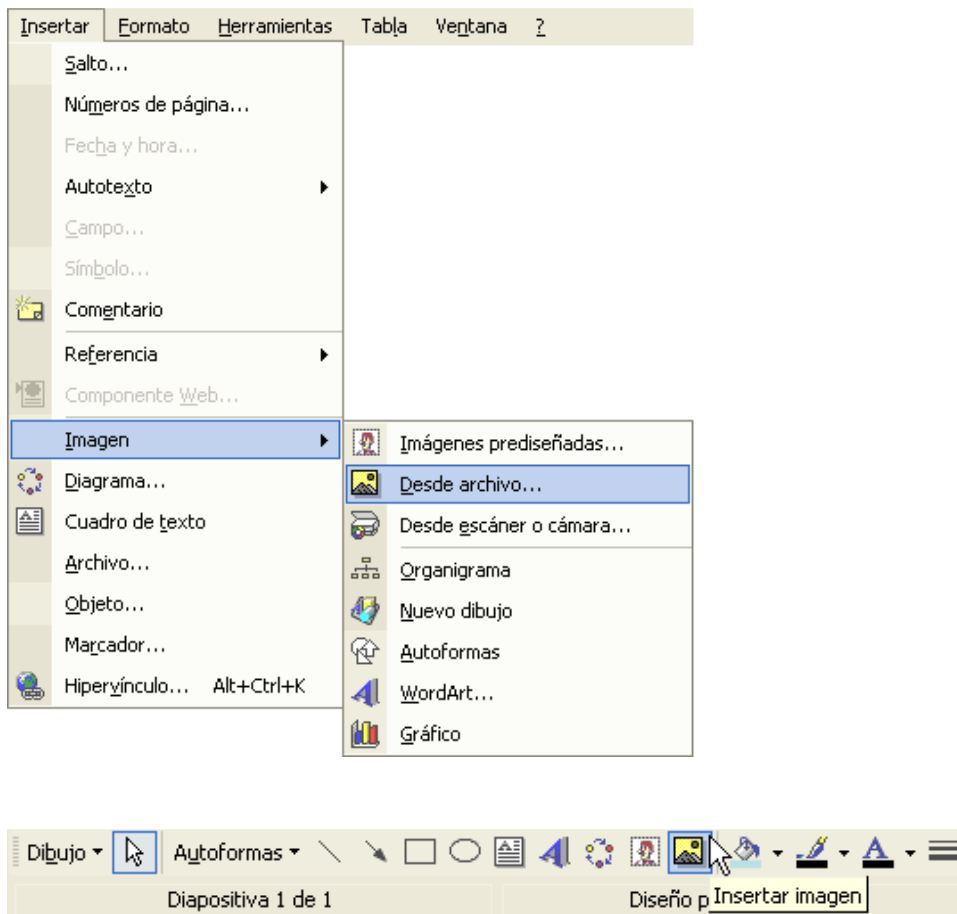 Insertar Formato Herramientas Tabla Ventana ?
Salto...
Números de página...
Fecha y hora...
Autotexto
Campo...
Símbolo...
Comentario
Referencia
Componente Web...
Imagen
Diagrama...
Cuadro de texto
Archivo...
Objeto...
Marcador...
Hipervínculo... Alt+Ctrl+K
Imágenes prediseñadas...
Desde archivo...
Desde escáner o cámara...
Organigrama
Nuevo dibujo
Autoformas
WordArt...
Gráfico
Dibujo Autoformas
Diapositiva 1 de 1 Diseño p
Insertar imagen